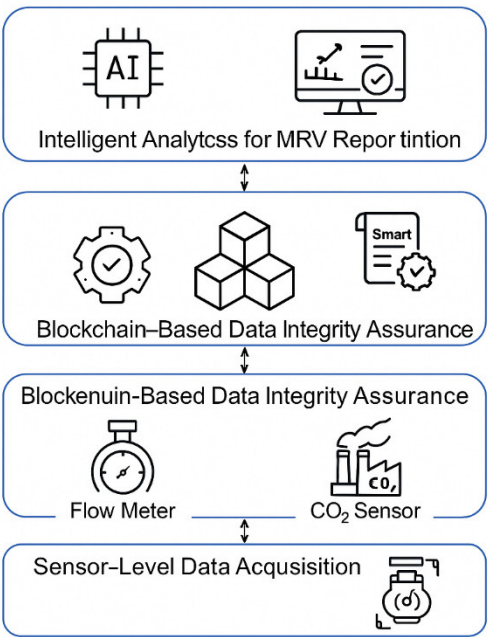 AI
Intelligent Analytcss for MRV Repor tintion
Smart
Blockchain–Based Data Integrity Assurance
Blockenuin-Based Data Integrity Assurance
CO,
Flow Meter
CO₂ Sensor
Sensor–Level Data Acqusisition